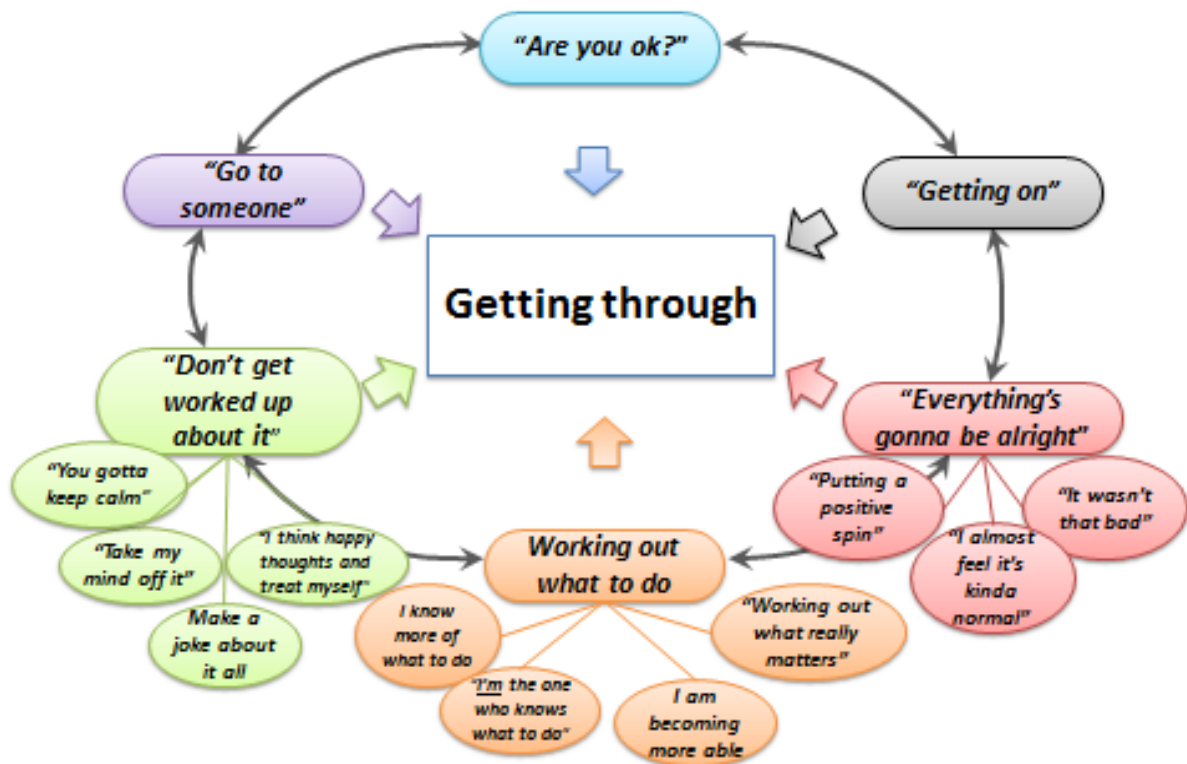 “Are you ok?”
“Go to
someone”
“Getting on”
Getting through
“Don’t get
worked up
about it”
“Everything’s
gonna be alright”
“You gotta
keep calm”
“Take my
mind off it”
“I think happy
thoughts and
treat myself”
Make a
joke about
it all
Working out
what to do
I know
more of
what to do
“I’m the one
who knows
what to do”
I am
becoming
more able
“Working out
what really
matters”
“Putting a
positive
spin”
“I almost
feel it’s
kinda
normal”
“It wasn’t
that bad”